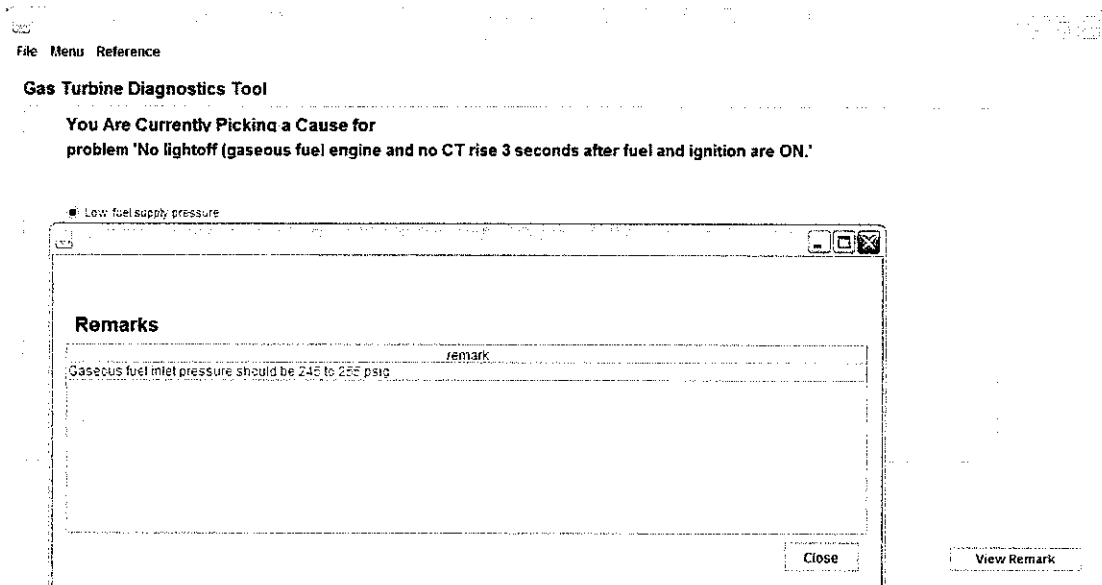 File Menu Reference
Gas Turbine Diagnostics Tool
You Are Currently Picking a Cause for
problem 'No lightoff (gaseous fuel engine and no CT rise 3 seconds after fuel and ignition are ON.'
Low fuel supply pressure
Remarks
remark
Gaseous fuel inlet pressure should be 245 to 255 psig
Close
View Remark